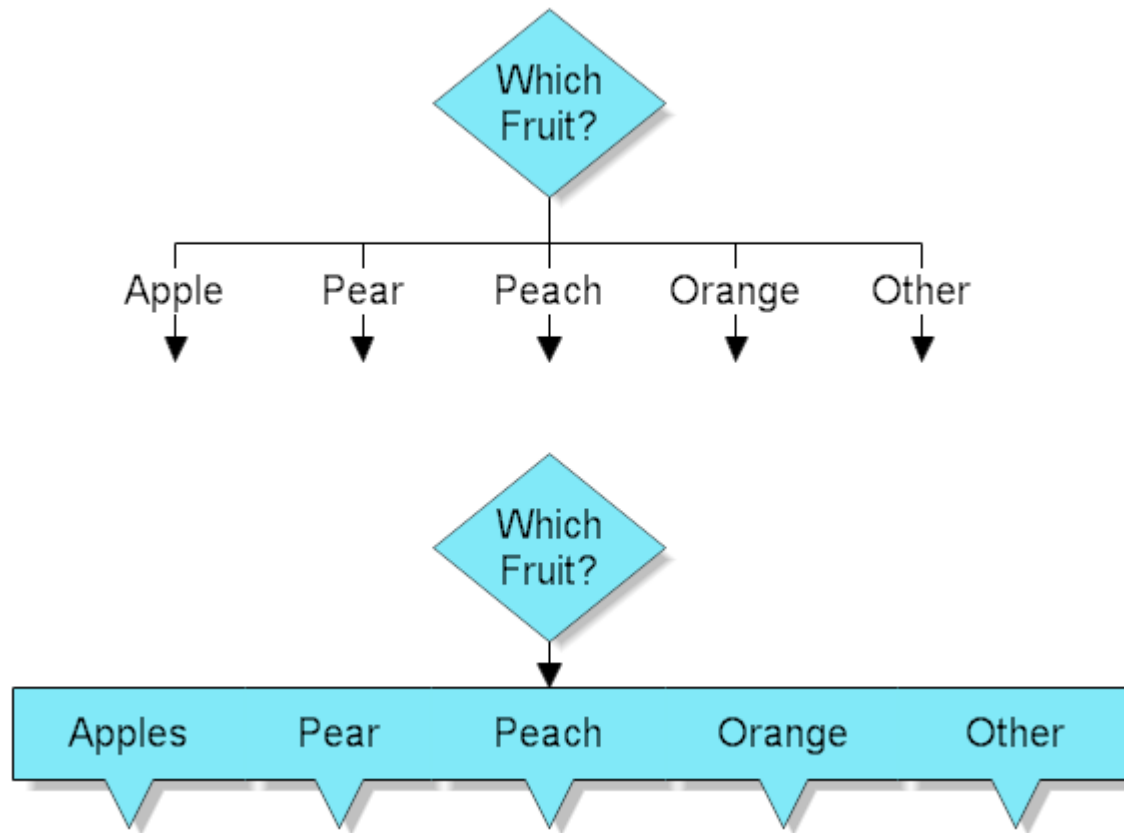 Which
Fruit?
Apple Pear Peach Orange Other
Which
Fruit?
Apples Pear Peach Orange Other